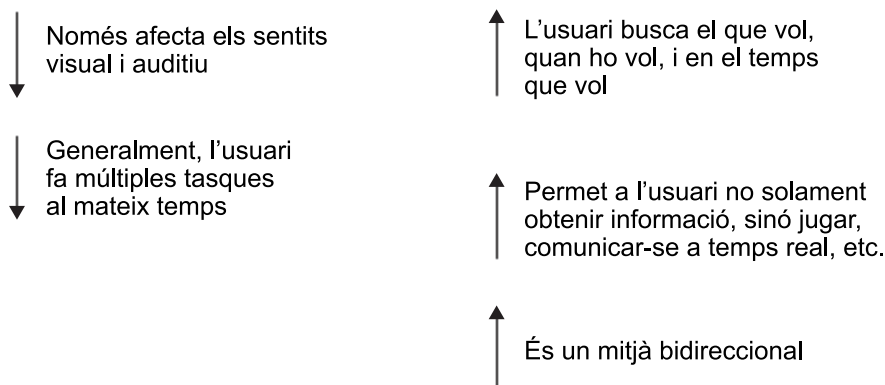 Només afecta els sentits
visual i auditiu
Generalment, l’usuari
fa múltiples tasques
al mateix temps
L’usuari busca el que vol,
quan ho vol, i en el temps
que vol
Permet a l’usuari no solament
obtenir informació, sinó jugar,
comunicar-se a temps real, etc.
És un mitjà bidireccional